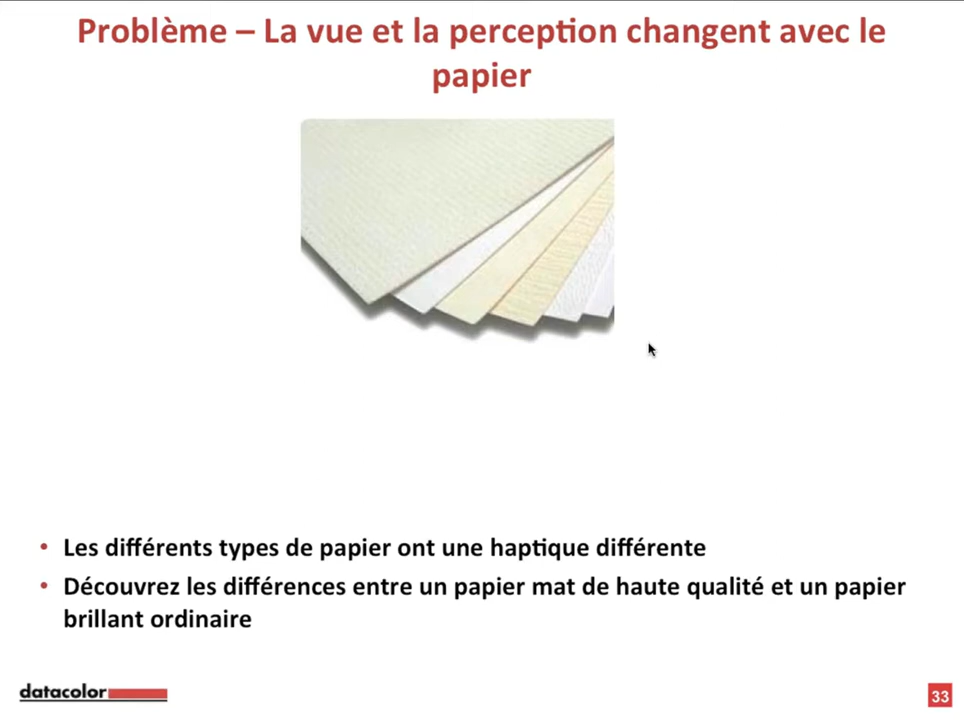 Problème – La vue et la perception changent avec le
papier
• Les différents types de papier ont une haptique différente
• Découvrez les différences entre un papier mat de haute qualité et un papier
brillant ordinaire
datacolor
33